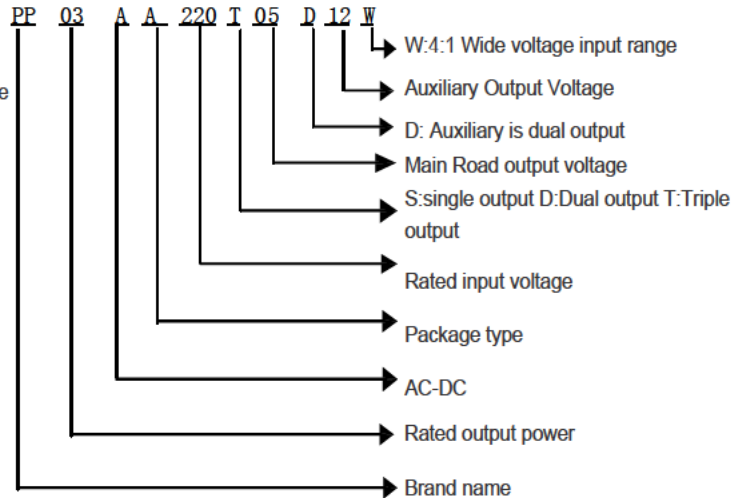 PP 03 A A 220 T 05 D 12 W
W:4:1 Wide voltage input range
e
Auxiliary Output Voltage
D: Auxiliary is dual output
Main Road output voltage
S:single output D:Dual output T:Triple
output
Rated input voltage
Package type
AC-DC
Rated output power
Brand name